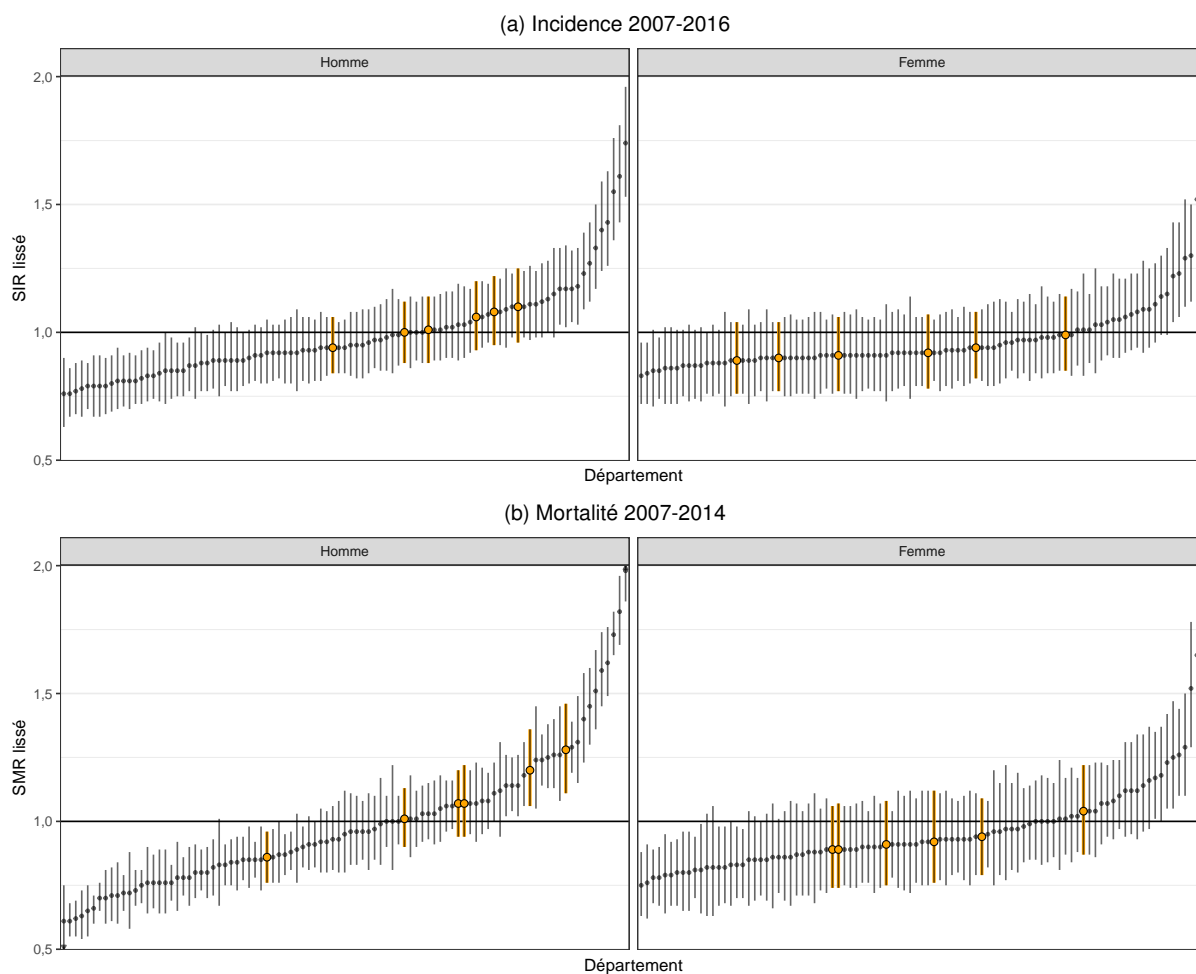 (a) Incidence 2007-2016
Homme
Femme
2,0
1,5
1,0
0,5
SIR lissé
Département
(b) Mortalité 2007-2014
Homme
Femme
2,0
1,5
1,0
0,5
SMR lissé
Département